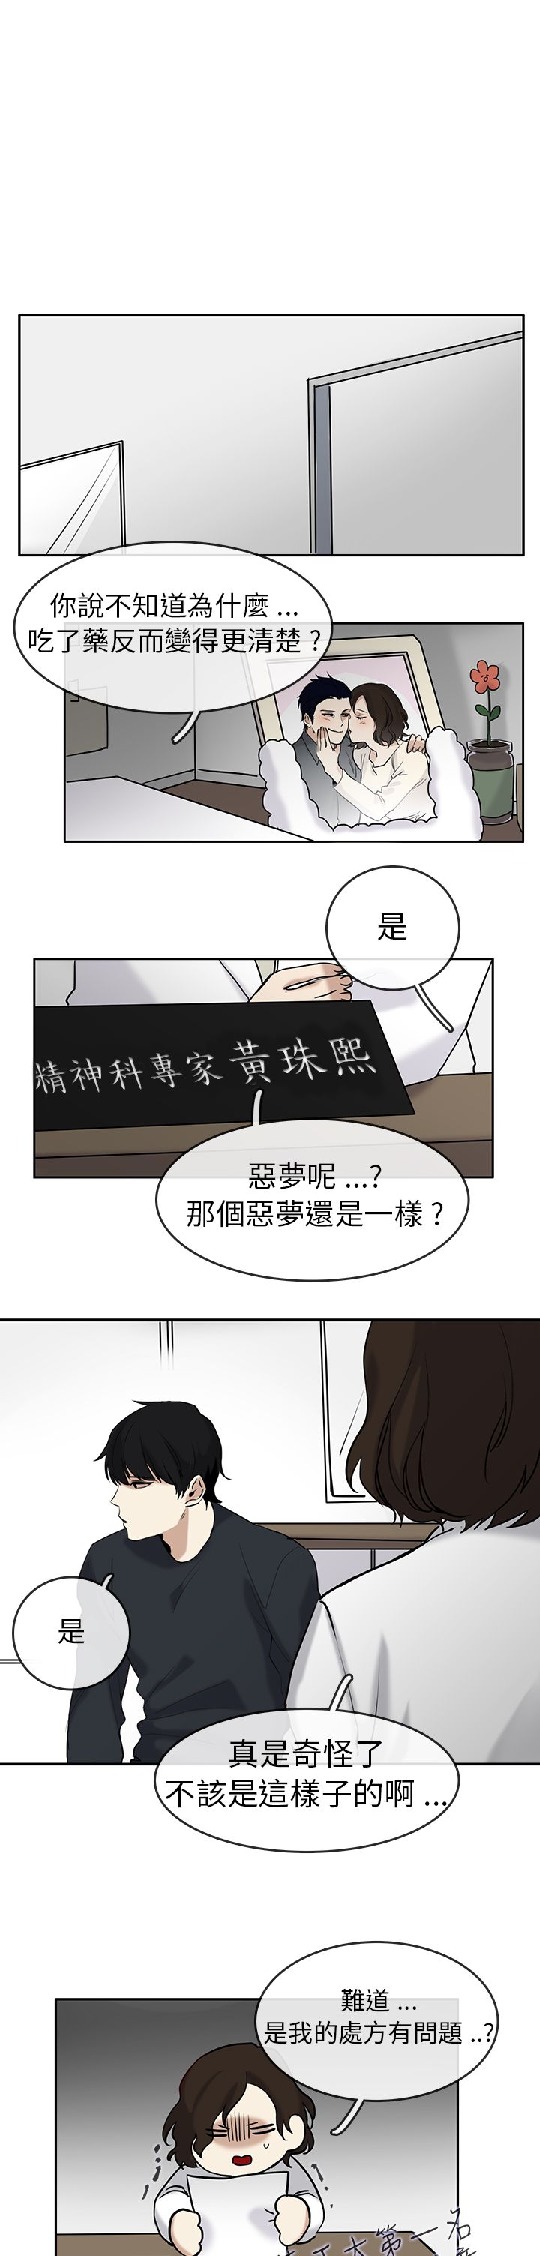 你說不知道為什麼...
吃了藥反而變得更清楚?
是
精神科專家黃珠熙
惡夢呢...?
那個惡夢還是一樣?
是
真是奇怪了
不該是這樣子的啊...
難道...
是我的處方有問題..?
第一名